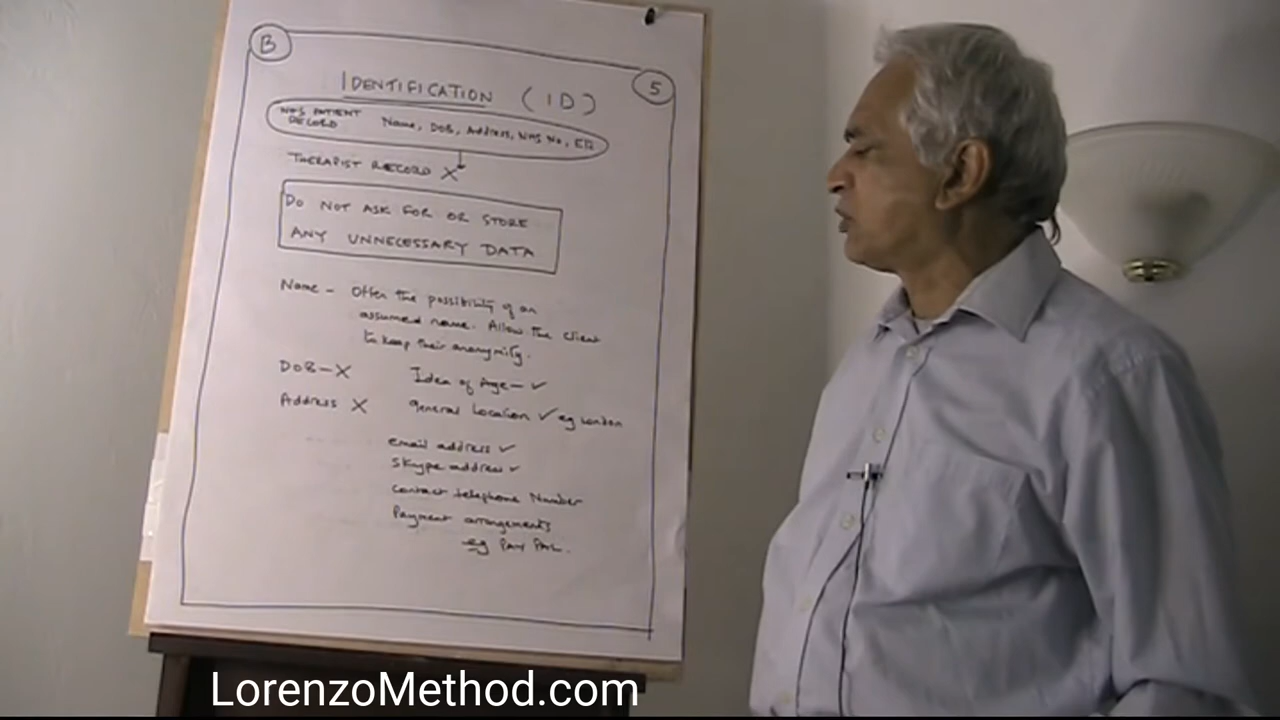 B
5
IDENTIFICATION (ID)
NHS PATIENT RECORD Name, DOB, Address, NHS No, ETC
THERAPIST RECORD X
DO NOT ASK FOR OR STORE
ANY UNNECESSARY DATA
Name - Offer the possibility of an
assumed name. Allow the client
to keep their anonymity.
DOB - X Idea of Age - ✓
Address X general Location ✓ eg London
email address ✓
Skype address ✓
Contact telephone Number
Payment arrangements
eg PAY PAL.
LorenzoMethod.com